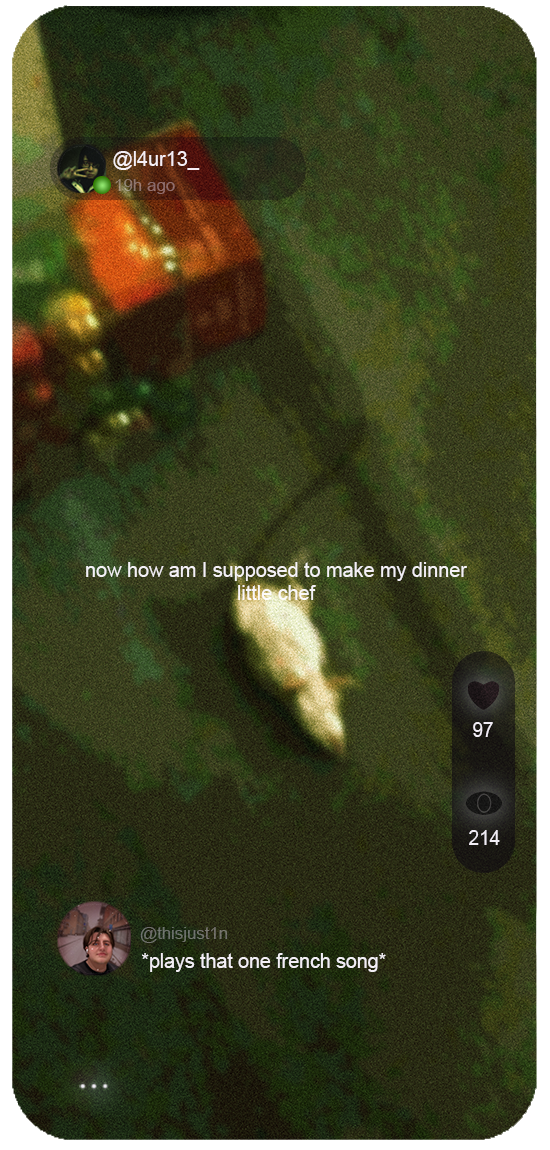 @l4ur13_
19h ago
now how am I supposed to make my dinner
little chef
97
214
@thisjust1n
*plays that one french song*